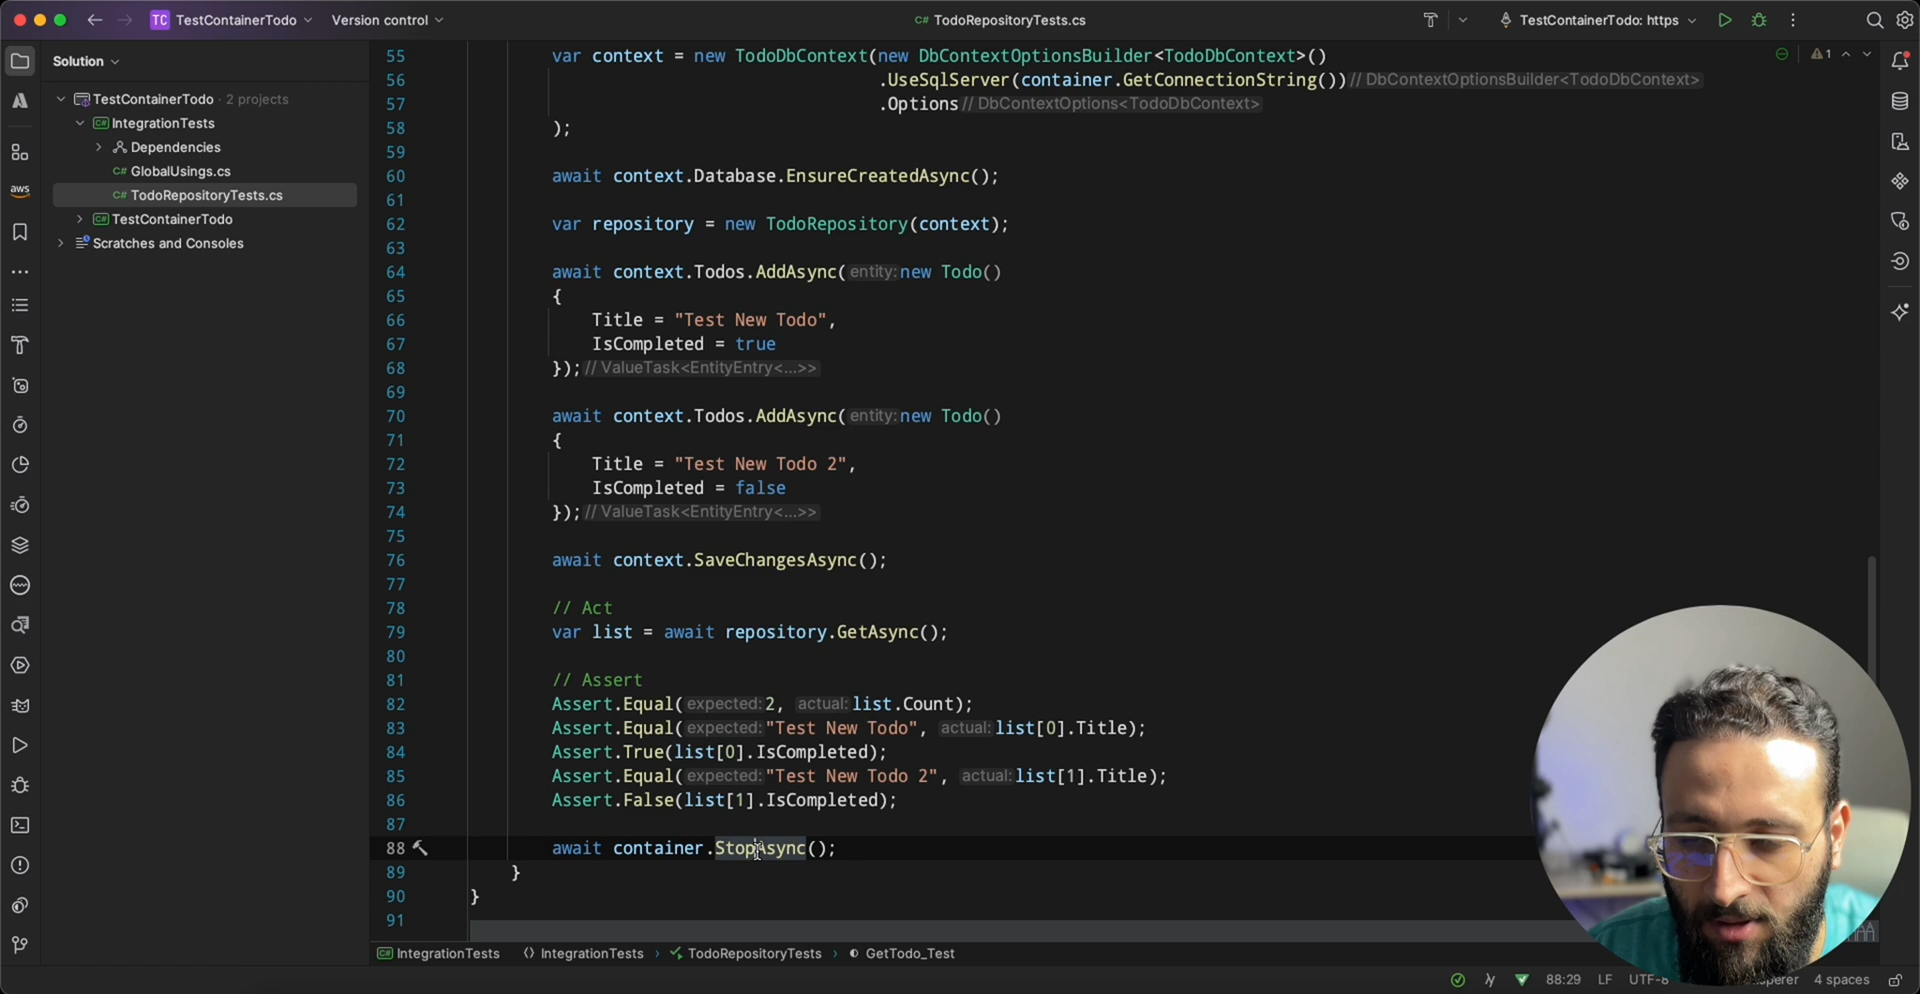 TC TestContainerTodo Version control
C# TodoRepositoryTests.cs
TestContainerTodo: https
Solution
TestContainerTodo · 2 projects
C# IntegrationTests
Dependencies
C# GlobalUsings.cs
C# TodoRepositoryTests.cs
C# TestContainerTodo
Scratches and Consoles
aws
1
55 var context = new TodoDbContext(new DbContextOptionsBuilder<TodoDbContext>()
56 .UseSqlServer(container.GetConnectionString()) // DbContextOptionsBuilder<TodoDbContext>
57 .Options // DbContextOptions<TodoDbContext>
58 );
59
60 await context.Database.EnsureCreatedAsync();
61
62 var repository = new TodoRepository(context);
63
64 await context.Todos.AddAsync( entity: new Todo()
65 {
66 Title = "Test New Todo",
67 IsCompleted = true
68 }); // ValueTask<EntityEntry<...>>
69
70 await context.Todos.AddAsync( entity: new Todo()
71 {
72 Title = "Test New Todo 2",
73 IsCompleted = false
74 }); // ValueTask<EntityEntry<...>>
75
76 await context.SaveChangesAsync();
77
78 // Act
79 var list = await repository.GetAsync();
80
81 // Assert
82 Assert.Equal( expected: 2, actual: list.Count);
83 Assert.Equal( expected: "Test New Todo", actual: list[0].Title);
84 Assert.True(list[0].IsCompleted);
85 Assert.Equal( expected: "Test New Todo 2", actual: list[1].Title);
86 Assert.False(list[1].IsCompleted);
87
88 await container.StopAsync();
89 }
90 }
91
C# IntegrationTests IntegrationTests TodoRepositoryTests GetTodo_Test
88:29 LF UTF-8 4 spaces